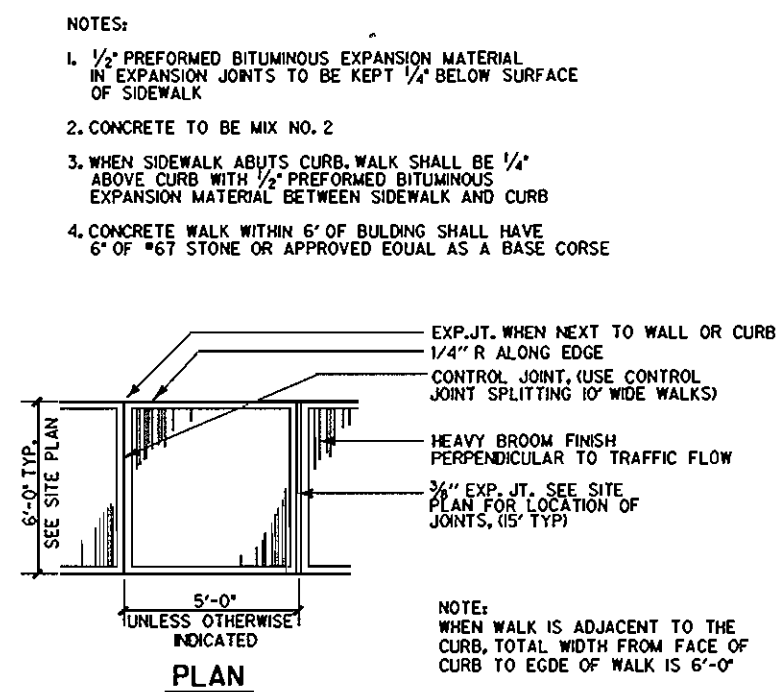 NOTES:
1. 1/2" PREFORMED BITUMINOUS EXPANSION MATERIAL
IN EXPANSION JOINTS TO BE KEPT 1/4" BELOW SURFACE
OF SIDEWALK
2. CONCRETE TO BE MIX NO. 2
3. WHEN SIDEWALK ABUTS CURB, WALK SHALL BE 1/4"
ABOVE CURB WITH 1/2" PREFORMED BITUMINOUS
EXPANSION MATERIAL BETWEEN SIDEWALK AND CURB
4. CONCRETE WALK WITHIN 6' OF BULDING SHALL HAVE
6" OF #67 STONE OR APPROVED EQUAL AS A BASE CORSE
EXP.JT. WHEN NEXT TO WALL OR CURB
1/4" R ALONG EDGE
CONTROL JOINT, (USE CONTROL
JOINT SPLITTING 10' WIDE WALKS)
HEAVY BROOM FINISH
PERPENDICULAR TO TRAFFIC FLOW
3/8" EXP. JT. SEE SITE
PLAN FOR LOCATION OF
JOINTS, (15' TYP)
6'-0" TYP.
SEE SITE PLAN
5'-0"
UNLESS OTHERWISE
INDICATED
PLAN
NOTE:
WHEN WALK IS ADJACENT TO THE
CURB, TOTAL WIDTH FROM FACE OF
CURB TO EGDE OF WALK IS 6'-0"